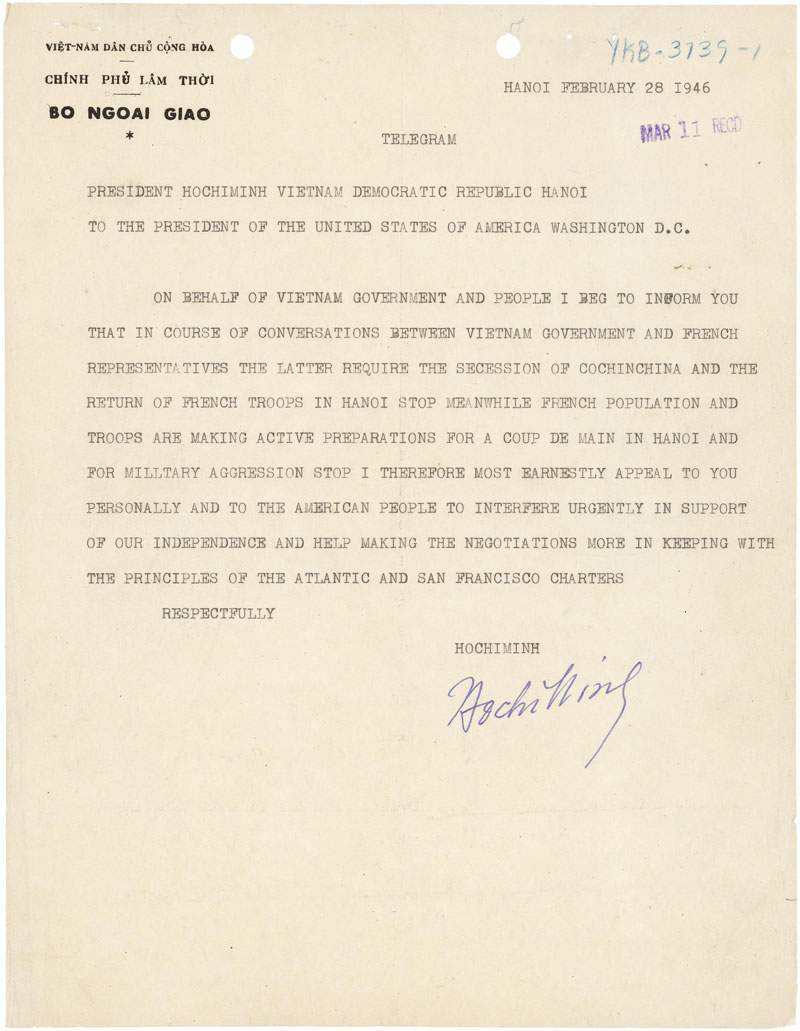 VIỆT-NAM DÂN CHỦ CỘNG HÒA
CHÍNH PHỦ LÂM THỜI
BO NGOAI GIAO
*
YKB-3739-1
HANOI FEBRUARY 28 1946
MAR 11 RECD
TELEGRAM
PRESIDENT HOCHIMINH VIETNAM DEMOCRATIC REPUBLIC HANOI
TO THE PRESIDENT OF THE UNITED STATES OF AMERICA WASHINGTON D.C.
ON BEHALF OF VIETNAM GOVERNMENT AND PEOPLE I BEG TO INFORM YOU
THAT IN COURSE OF CONVERSATIONS BETWEEN VIETNAM GOVERNMENT AND FRENCH
REPRESENTATIVES THE LATTER REQUIRE THE SECESSION OF COCHINCHINA AND THE
RETURN OF FRENCH TROOPS IN HANOI STOP MEANWHILE FRENCH POPULATION AND
TROOPS ARE MAKING ACTIVE PREPARATIONS FOR A COUP DE MAIN IN HANOI AND
FOR MILLTARY AGGRESSION STOP I THEREFORE MOST EARNESTLY APPEAL TO YOU
PERSONALLY AND TO THE AMERICAN PEOPLE TO INTERFERE URGENTLY IN SUPPORT
OF OUR INDEPENDENCE AND HELP MAKING THE NEGOTIATIONS MORE IN KEEPING WITH
THE PRINCIPLES OF THE ATLANTIC AND SAN FRANCISCO CHARTERS
RESPECTFULLY
HOCHIMINH
Hochiminh